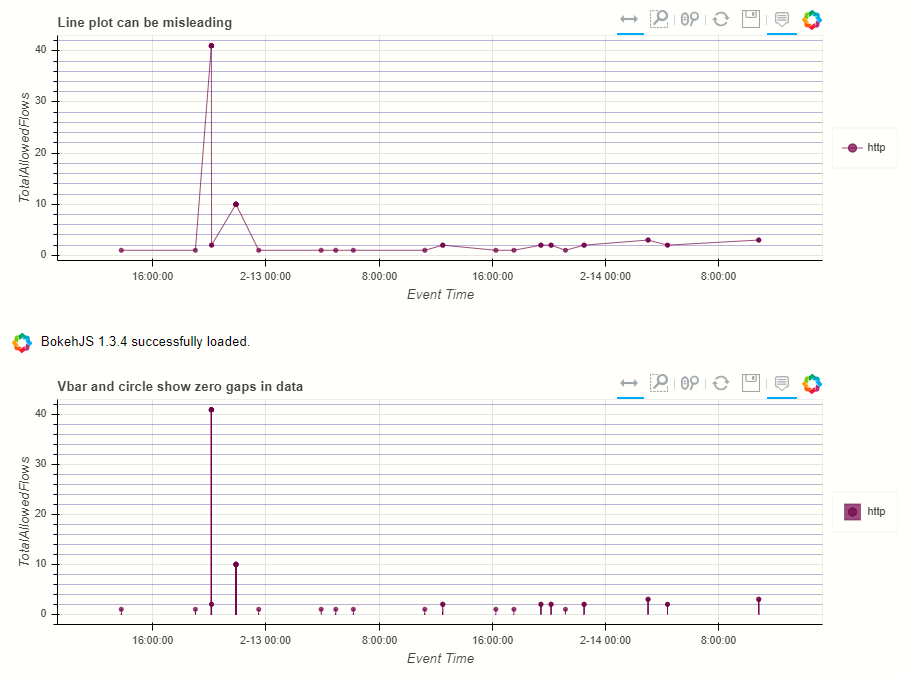 Line plot can be misleading
40
30
20
10
0
TotalAllowedFlows
16:00:00
2-13 00:00
8:00:00
16:00:00
2-14 00:00
8:00:00
Event Time
http
BokehJS 1.3.4 successfully loaded.
Vbar and circle show zero gaps in data
40
30
20
10
0
TotalAllowedFlows
16:00:00
2-13 00:00
8:00:00
16:00:00
2-14 00:00
8:00:00
Event Time
http